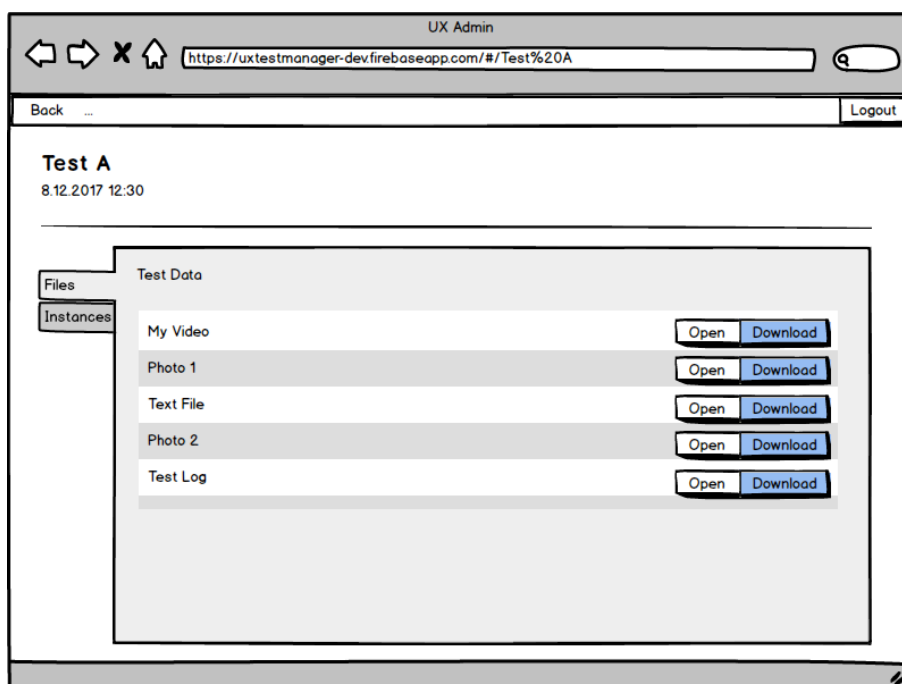 UX Admin
https://uxtestmanager-dev.firebaseapp.com/#/Test%20A
Back ... Logout
Test A
8.12.2017 12:30
Files
Instances
Test Data
My Video Open Download
Photo 1 Open Download
Text File Open Download
Photo 2 Open Download
Test Log Open Download